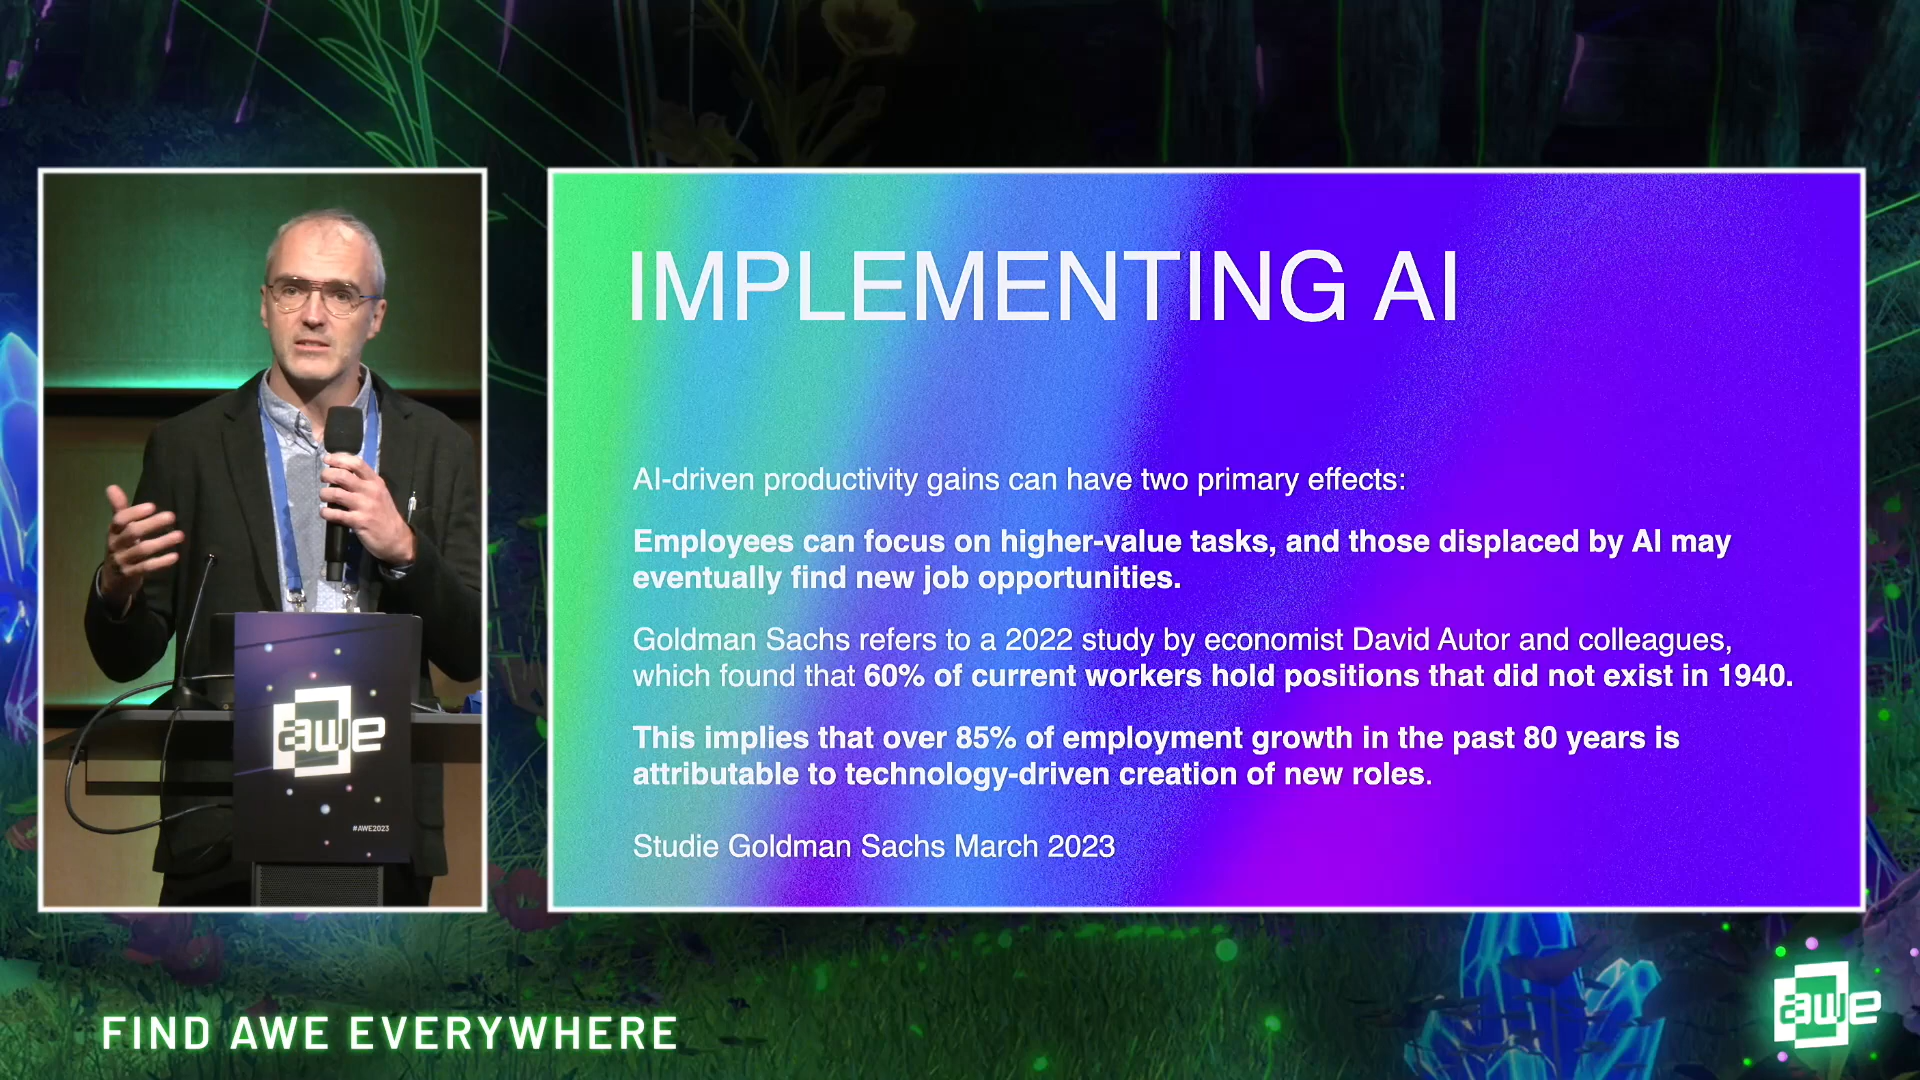 IMPLEMENTING AI
AI-driven productivity gains can have two primary effects:
Employees can focus on higher-value tasks, and those displaced by AI may
eventually find new job opportunities.
Goldman Sachs refers to a 2022 study by economist David Autor and colleagues,
which found that 60% of current workers hold positions that did not exist in 1940.
This implies that over 85% of employment growth in the past 80 years is
attributable to technology-driven creation of new roles.
Studie Goldman Sachs March 2023
awe
#AWE2023
FIND AWE EVERYWHERE
awe